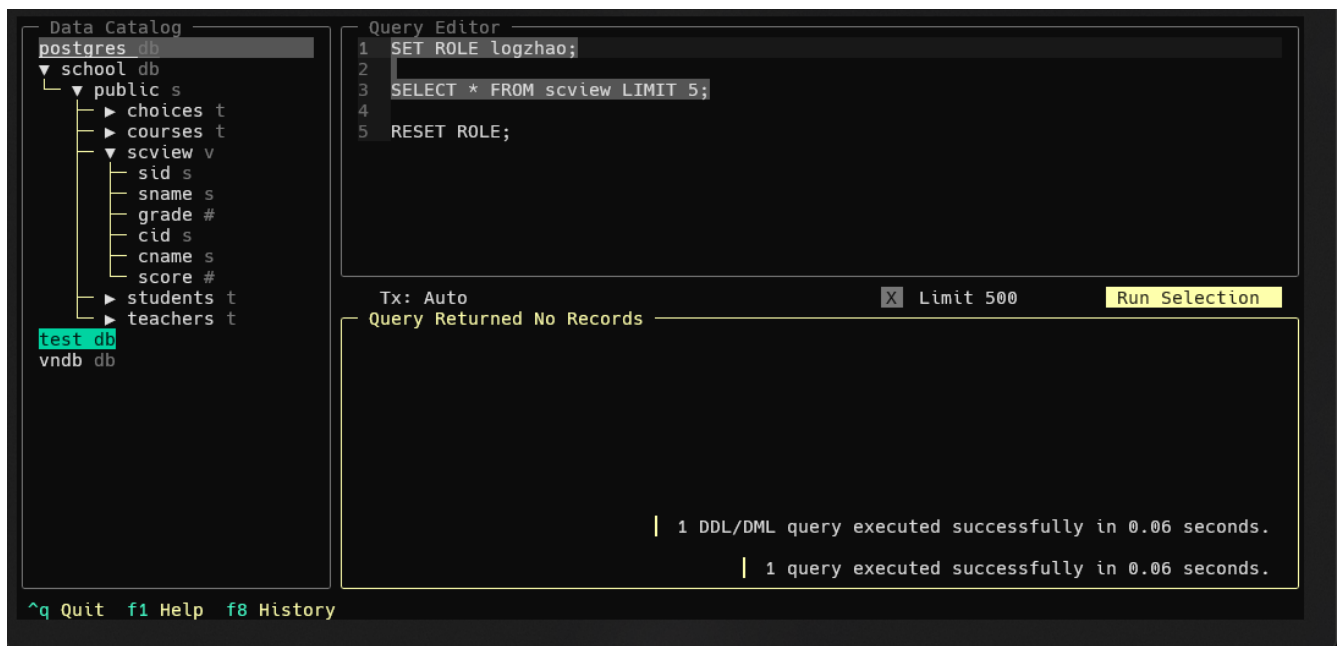 Data Catalog
postgres db
▼ school db
▼ public s
▶ choices t
▶ courses t
▼ scview v
sid s
sname s
grade #
cid s
cname s
score #
▶ students t
▶ teachers t
test db
vndb db
Query Editor
1 SET ROLE logzhao;
2
3 SELECT * FROM scview LIMIT 5;
4
5 RESET ROLE;
Tx: Auto X Limit 500 Run Selection
Query Returned No Records
1 DDL/DML query executed successfully in 0.06 seconds.
1 query executed successfully in 0.06 seconds.
^q Quit f1 Help f8 History